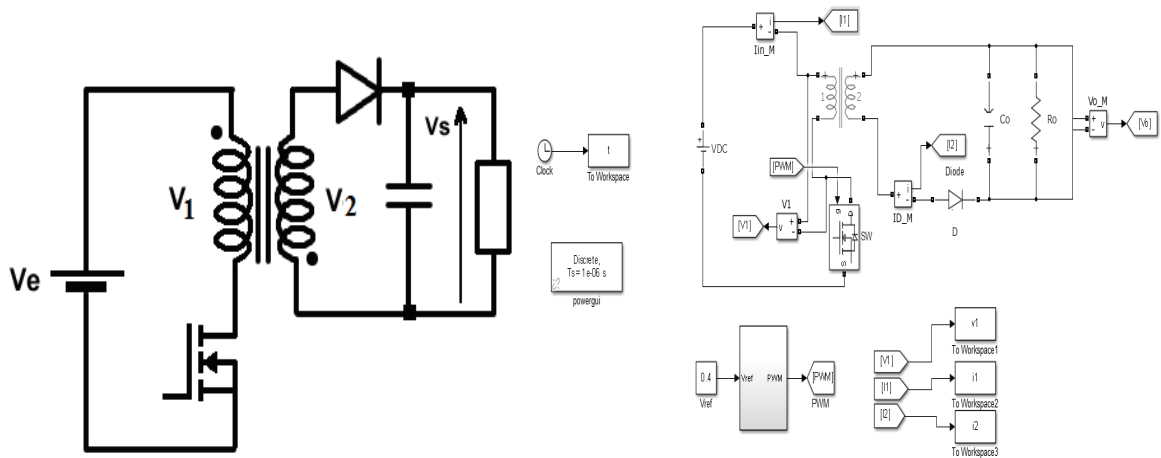 Ve
V1
V2
Vs
Clock
t
To Workspace
Discrete,
Ts = 1e-06 s.
powergui
+ i
-
Iin_M
[I1]
VDC
+
1
2
+
+
[PWM]
[V1]
V1
v +
-
g
D
S
SW
+ i
-
ID_M
[I2]
Diode
D
Co
Ro
Vo_M
+ v
-
[Vo]
0.4
Vref
Vref
PWM
[PWM]
PWM
[V1]
[I1]
[I2]
v1
To Workspace1
i1
To Workspace2
i2
To Workspace3